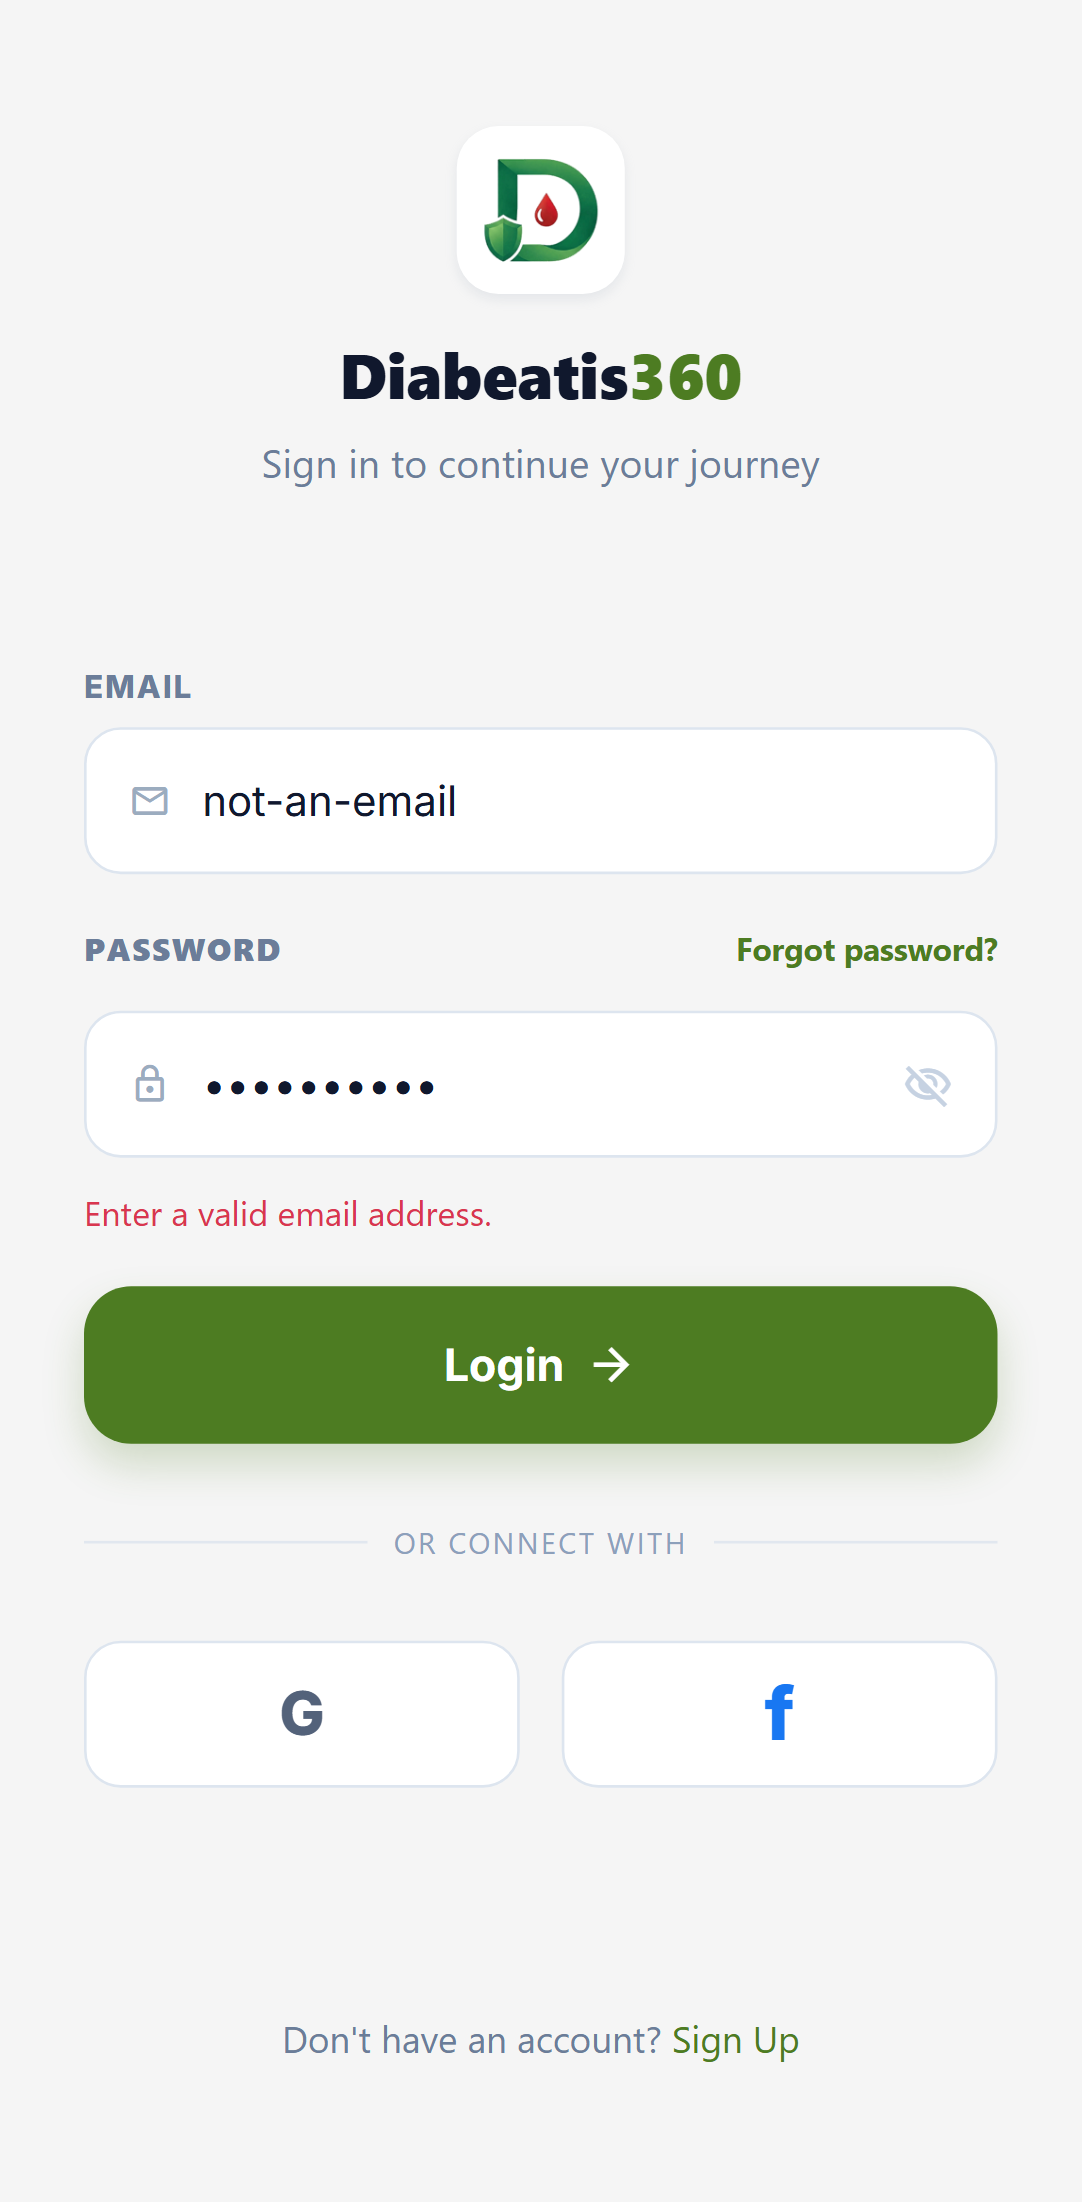 Diabeatis360
Sign in to continue your journey
EMAIL
not-an-email
PASSWORD Forgot password?
••••••••••
Enter a valid email address.
Login →
OR CONNECT WITH
G f
Don't have an account? Sign Up